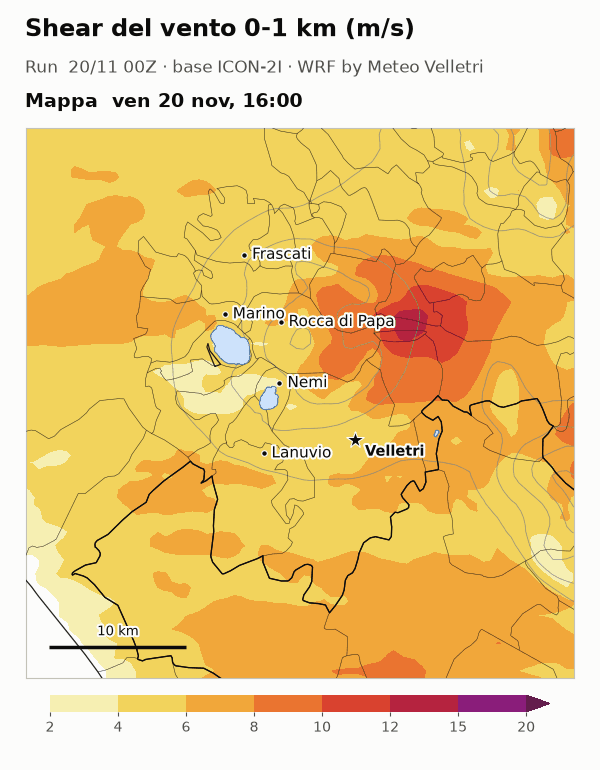 Shear del vento 0-1 km (m/s)
Run  20/11 00Z · base ICON-2I · WRF by Meteo Velletri
Mappa  ven 20 nov, 16:00
Frascati
Marino
Rocca di Papa
Nemi
Velletri
Lanuvio
10 km
2 4 6 8 10 12 15 20